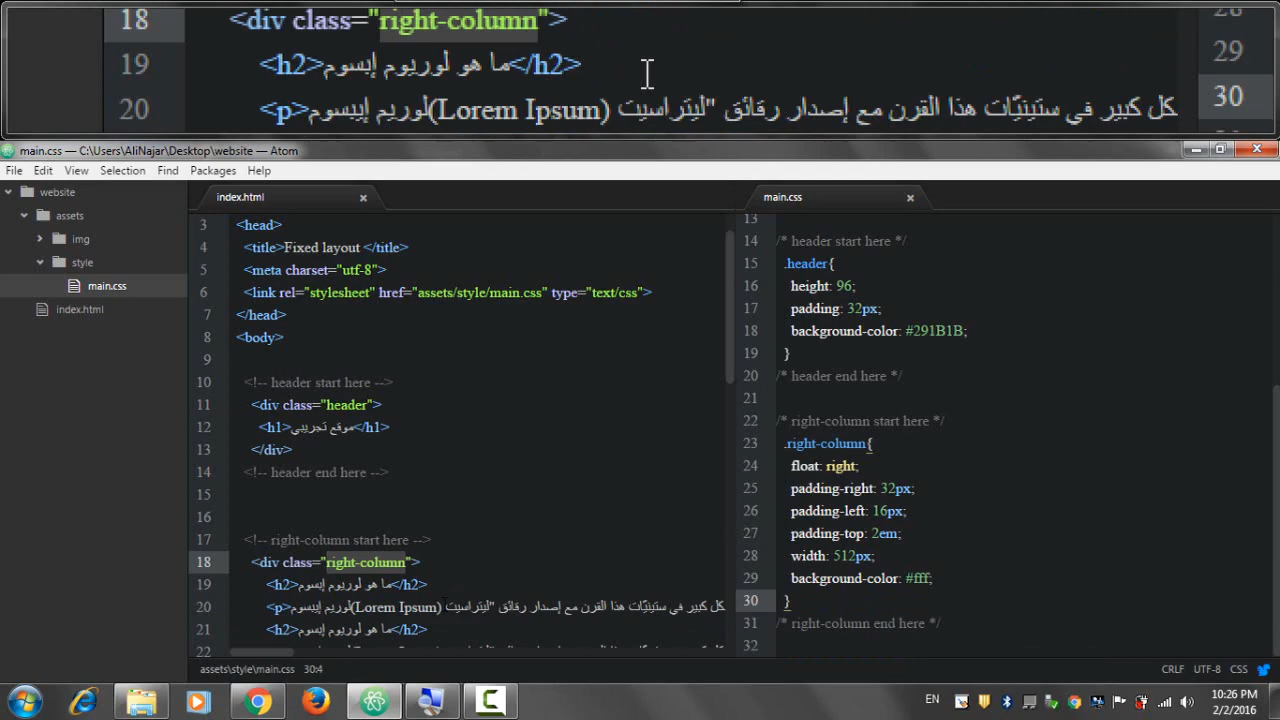 18 <div class="right-column">
19 <h2>ما هو لوريوم إبسوم</h2>
20 <p>لوريم إيبسوم(Lorem Ipsum) كل كبير في ستينيّات هذا القرن مع إصدار رقائق "ليتراسيت
28
29
30
main.css — C:\Users\AliNajar\Desktop\website — Atom
File Edit View Selection Find Packages Help
website
assets
img
style
main.css
index.html
index.html
3 <head>
4 <title>Fixed layout </title>
5 <meta charset="utf-8">
6 <link rel="stylesheet" href="assets/style/main.css" type="text/css">
7 </head>
8 <body>
9
10 <!-- header start here -->
11 <div class="header">
12 <h1>موقع تجريبي</h1>
13 </div>
14 <!-- header end here -->
15
16
17 <!-- right-column start here -->
18 <div class="right-column">
19 <h2>ما هو لوريوم إبسوم</h2>
20 <p>لوريم إيبسوم(Lorem Ipsum) كل كبير في ستينيّات هذا القرن مع إصدار رقائق "ليتراسيت
21 <h2>ما هو لوريوم إبسوم</h2>
22
main.css
13
14 /* header start here */
15 .header{
16 height: 96;
17 padding: 32px;
18 background-color: #291B1B;
19 }
20 /* header end here */
21
22 /* right-column start here */
23 .right-column{
24 float: right;
25 padding-right: 32px;
26 padding-left: 16px;
27 padding-top: 2em;
28 width: 512px;
29 background-color: #fff;
30 }
31 /* right-column end here */
32
assets\style\main.css 30:4
CRLF UTF-8 CSS
EN
10:26 PM
2/2/2016